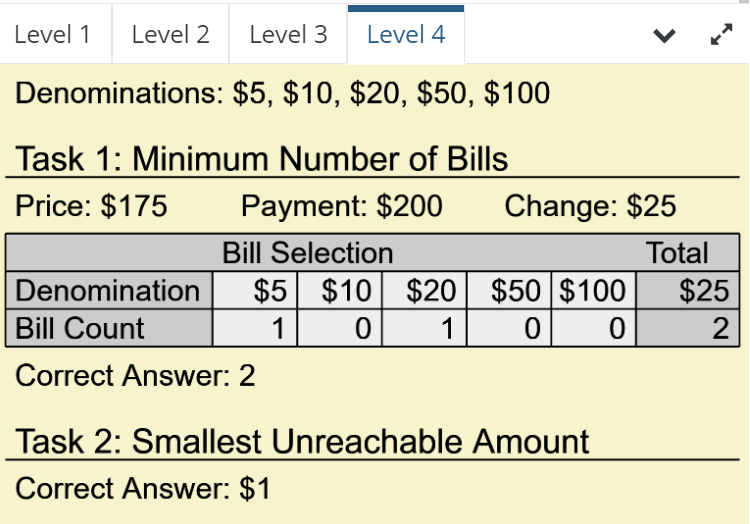 Level 1 Level 2 Level 3 Level 4
Denominations: $5, $10, $20, $50, $100
Task 1: Minimum Number of Bills
Price: $175 Payment: $200 Change: $25
Bill Selection Total
Denomination $5 $10 $20 $50 $100 $25
Bill Count 1 0 1 0 0 2
Correct Answer: 2
Task 2: Smallest Unreachable Amount
Correct Answer: $1